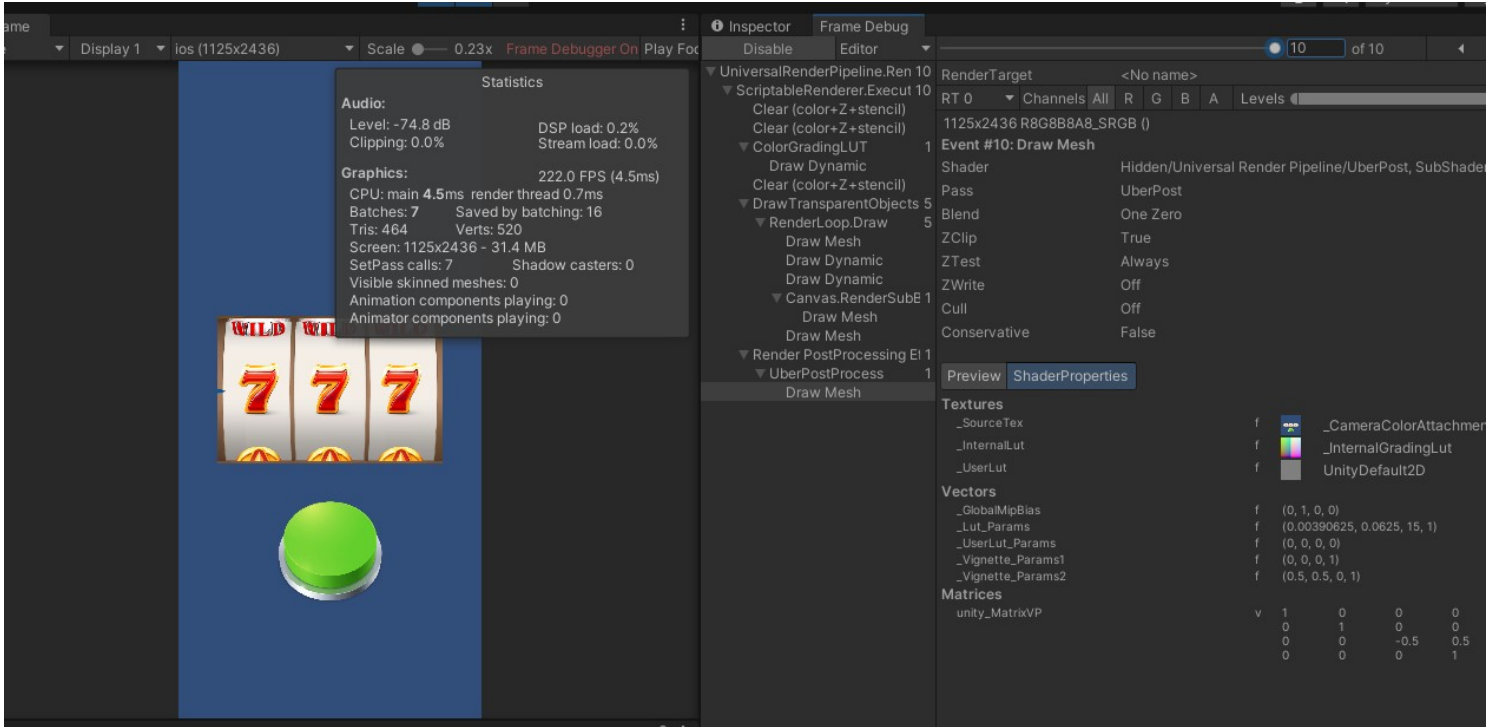 ame
Display 1 ios (1125x2436) Scale 0.23x Frame Debugger On Play Foc
Statistics
Audio:
Level: -74.8 dB DSP load: 0.2%
Clipping: 0.0% Stream load: 0.0%
Graphics: 222.0 FPS (4.5ms)
CPU: main 4.5ms render thread 0.7ms
Batches: 7 Saved by batching: 16
Tris: 464 Verts: 520
Screen: 1125x2436 - 31.4 MB
SetPass calls: 7 Shadow casters: 0
Visible skinned meshes: 0
Animation components playing: 0
Animator components playing: 0
WILD WILD WILD
7 7 7
Inspector Frame Debug
Disable Editor 10 of 10
UniversalRenderPipeline.Ren 10
ScriptableRenderer.Execut 10
Clear (color+Z+stencil)
Clear (color+Z+stencil)
ColorGradingLUT 1
Draw Dynamic
Clear (color+Z+stencil)
DrawTransparentObjects 5
RenderLoop.Draw 5
Draw Mesh
Draw Dynamic
Draw Dynamic
Canvas.RenderSubB 1
Draw Mesh
Draw Mesh
Render PostProcessing Ef 1
UberPostProcess 1
Draw Mesh
RenderTarget <No name>
RT 0 Channels All R G B A Levels
1125x2436 R8G8B8A8_SRGB ()
Event #10: Draw Mesh
Shader Hidden/Universal Render Pipeline/UberPost, SubShader
Pass UberPost
Blend One Zero
ZClip True
ZTest Always
ZWrite Off
Cull Off
Conservative False
Preview ShaderProperties
Textures
_SourceTex f _CameraColorAttachmen
_InternalLut f _InternalGradingLut
_UserLut f UnityDefault2D
Vectors
_GlobalMipBias f (0, 1, 0, 0)
_Lut_Params f (0.00390625, 0.0625, 15, 1)
_UserLut_Params f (0, 0, 0, 0)
_Vignette_Params1 f (0, 0, 0, 1)
_Vignette_Params2 f (0.5, 0.5, 0, 1)
Matrices
unity_MatrixVP v 1 0 0 0
0 1 0 0
0 0 -0.5 0.5
0 0 0 1